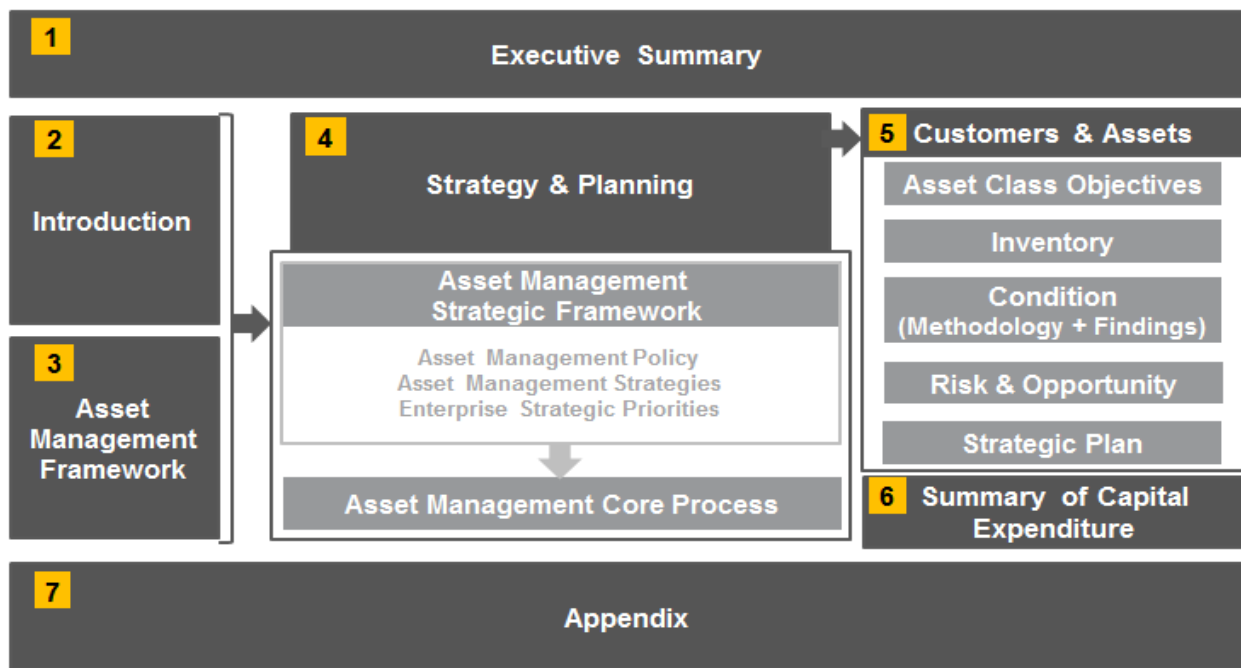 1
Executive Summary
2
Introduction
3
Asset
Management
Framework
4
Strategy & Planning
Asset Management
Strategic Framework
Asset Management Policy
Asset Management Strategies
Enterprise Strategic Priorities
Asset Management Core Process
5 Customers & Assets
Asset Class Objectives
Inventory
Condition
(Methodology + Findings)
Risk & Opportunity
Strategic Plan
6 Summary of Capital
Expenditure
7
Appendix